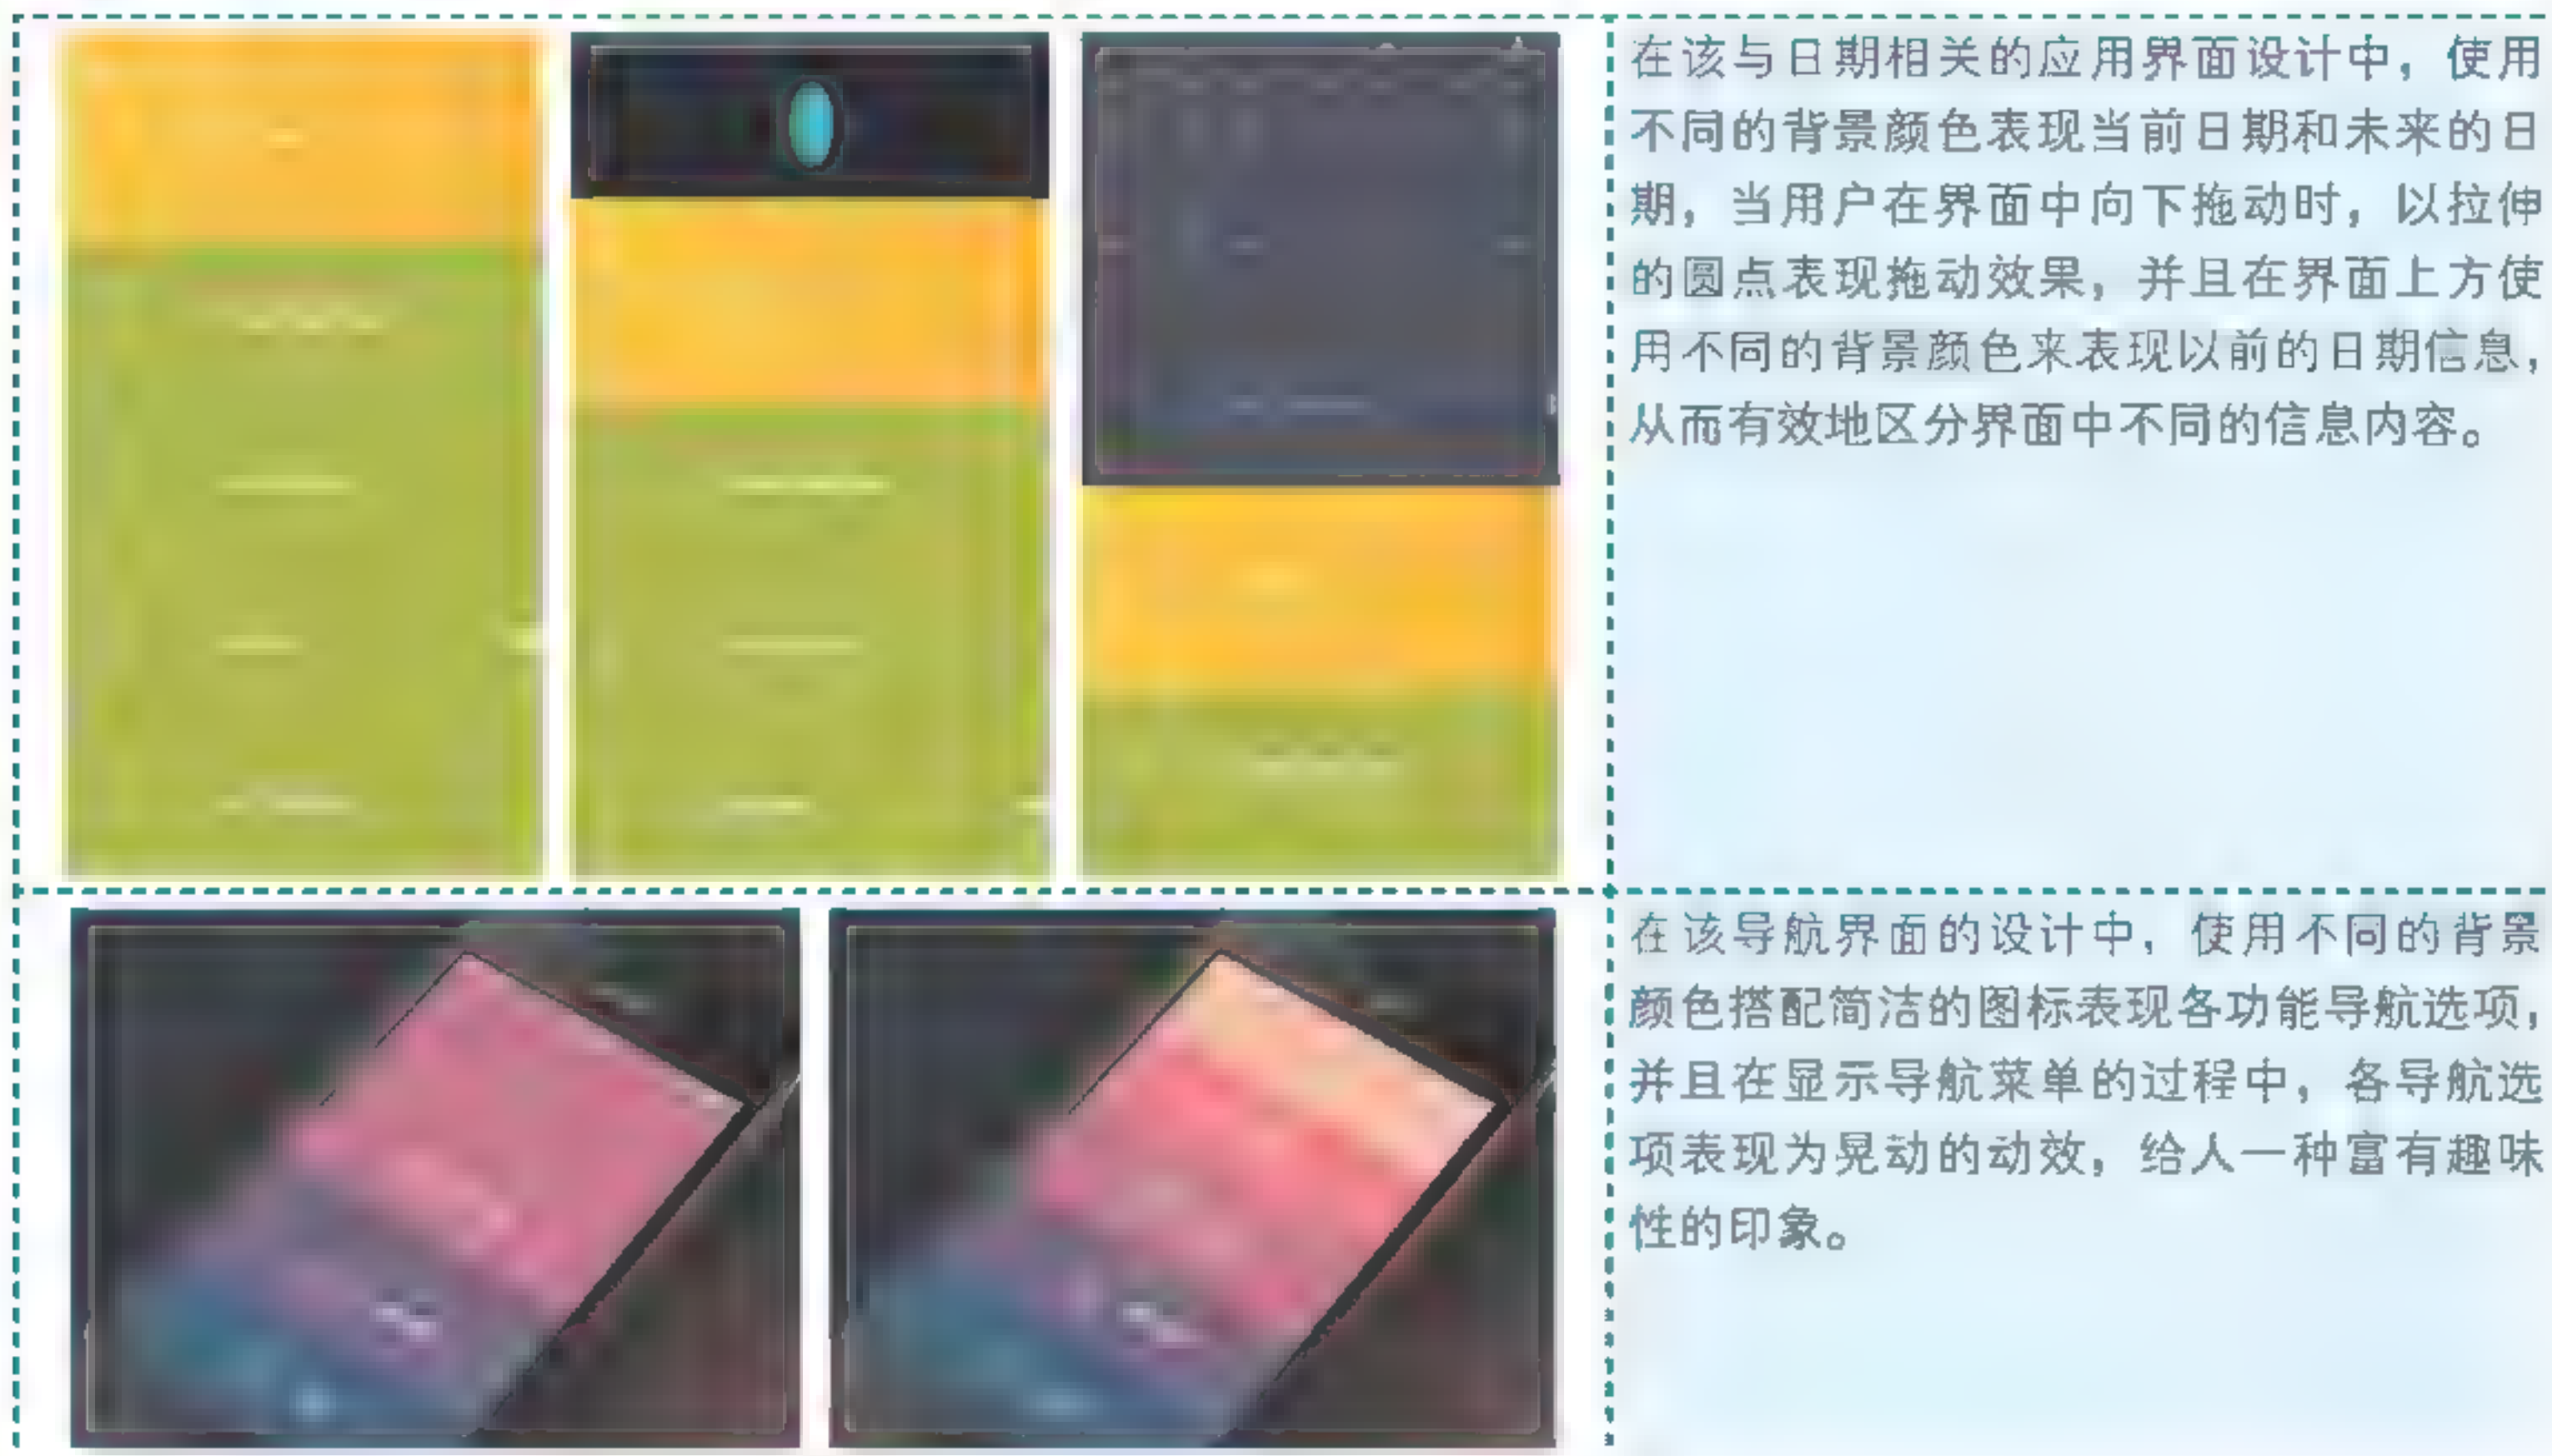 在该与日期相关的应用界面设计中，使用
不同的背景颜色表现当前日期和未来的日
期，当用户在界面中向下拖动时，以拉伸
的圆点表现拖动效果，并且在界面上方使
用不同的背景颜色来表现以前的日期信息，
从而有效地区分界面中不同的信息内容。
在该导航界面的设计中，使用不同的背景
颜色搭配简洁的图标表现各功能导航选项，
并且在显示导航菜单的过程中，各导航选
项表现为晃动的动效，给人一种富有趣味
性的印象。